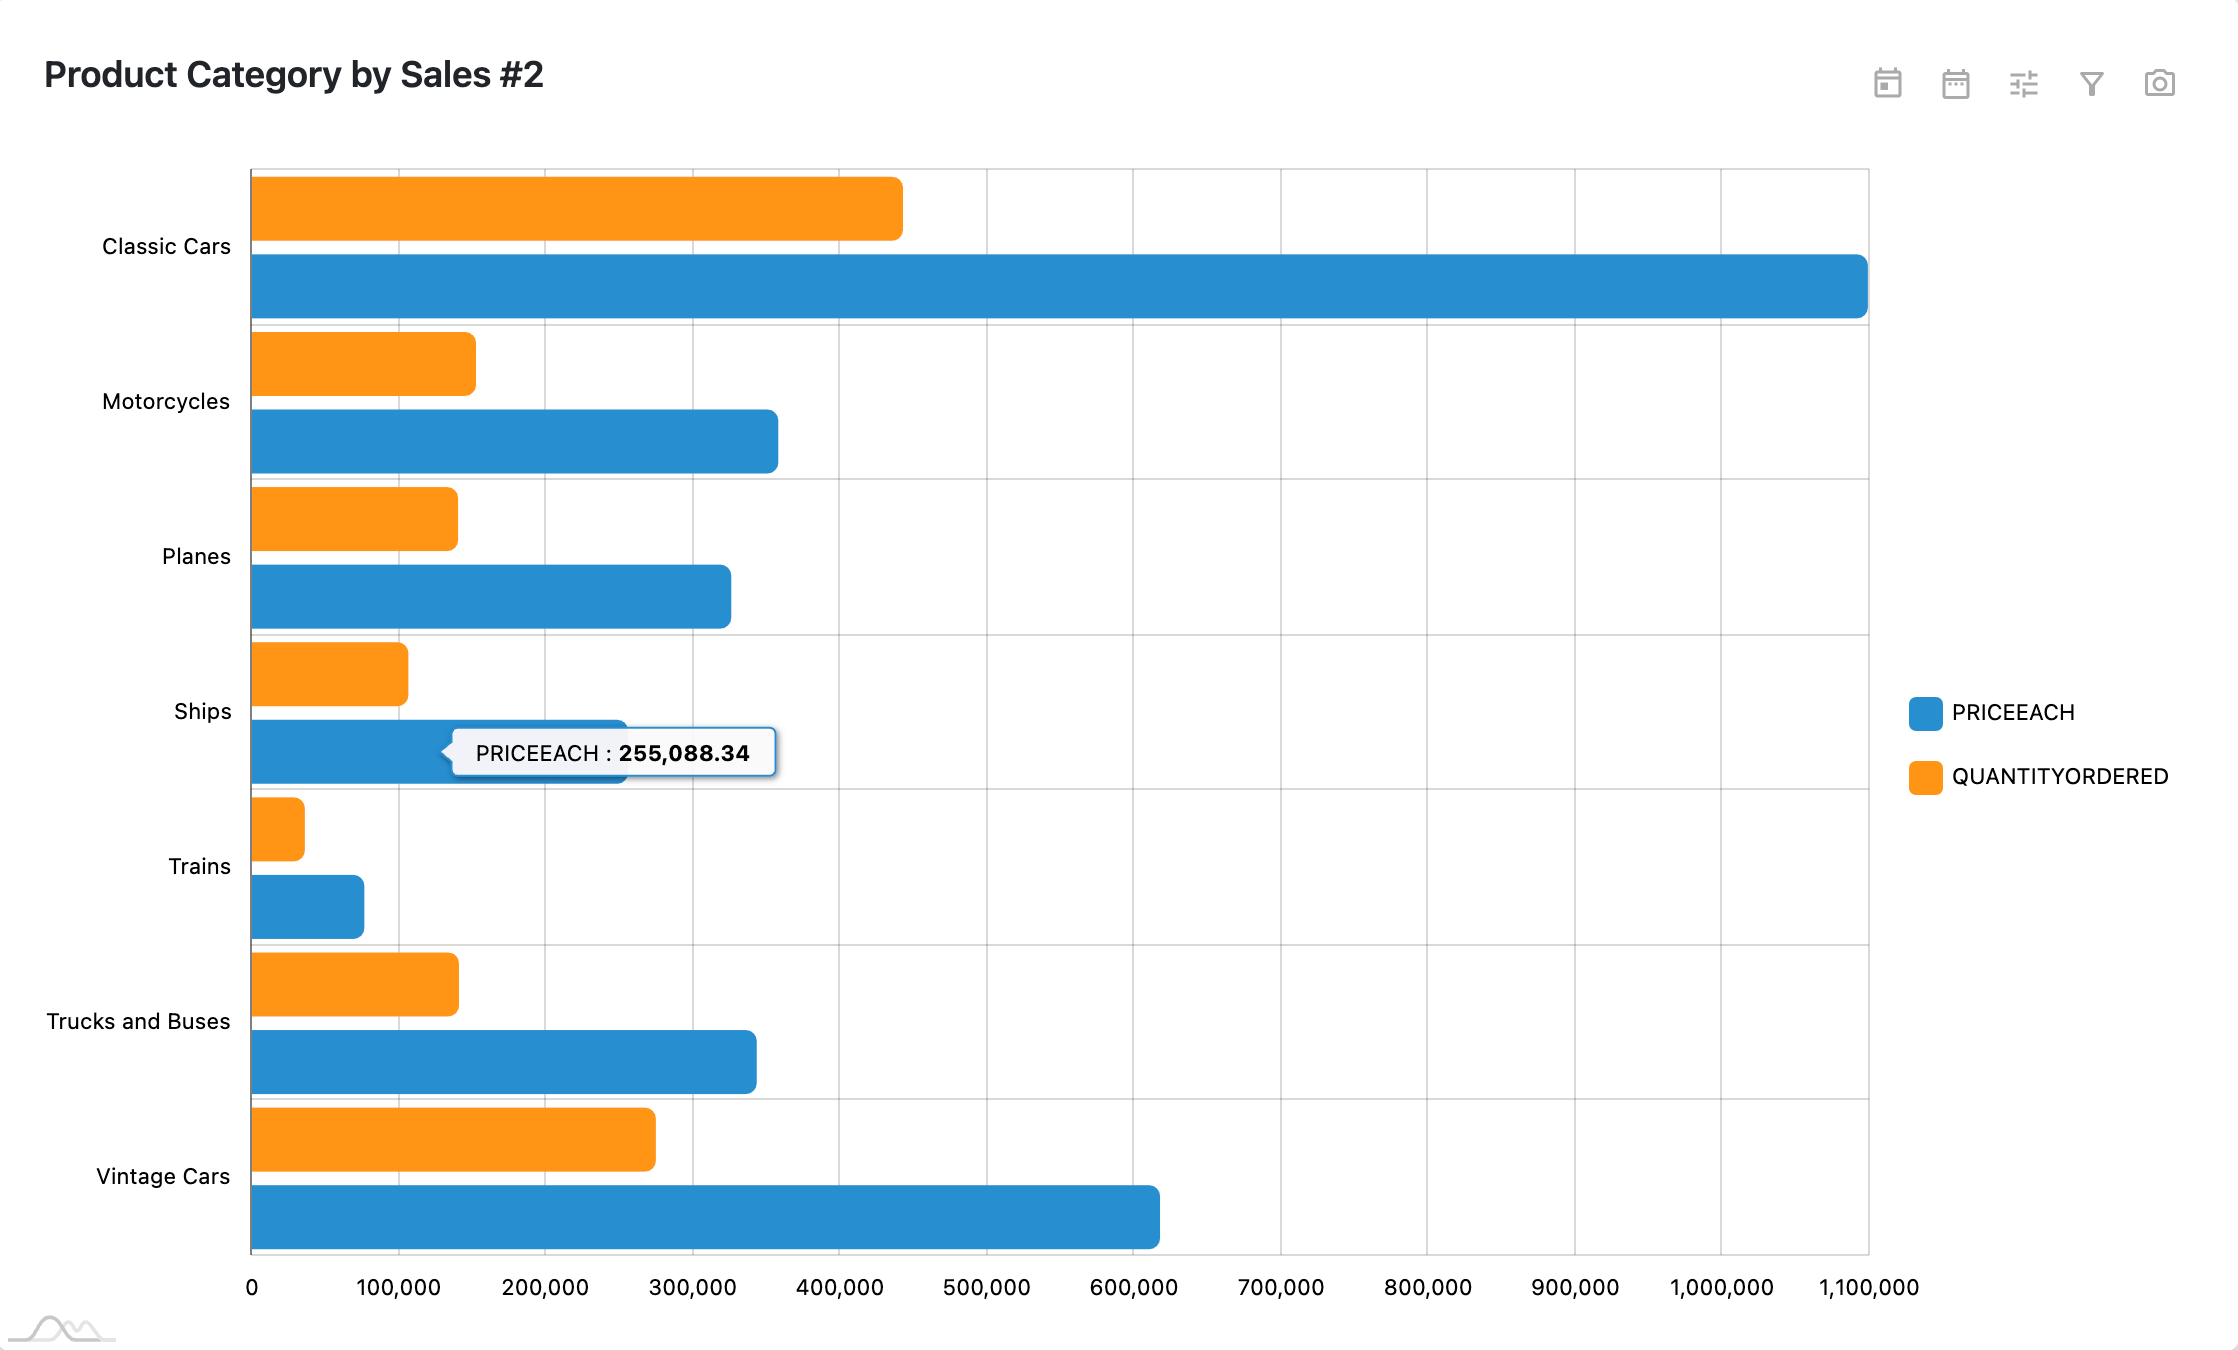 Product Category by Sales #2
Classic Cars
Motorcycles
Planes
Ships
PRICEEACH : 255,088.34
Trains
Trucks and Buses
Vintage Cars
0 100,000 200,000 300,000 400,000 500,000 600,000 700,000 800,000 900,000 1,000,000 1,100,000
PRICEEACH
QUANTITYORDERED